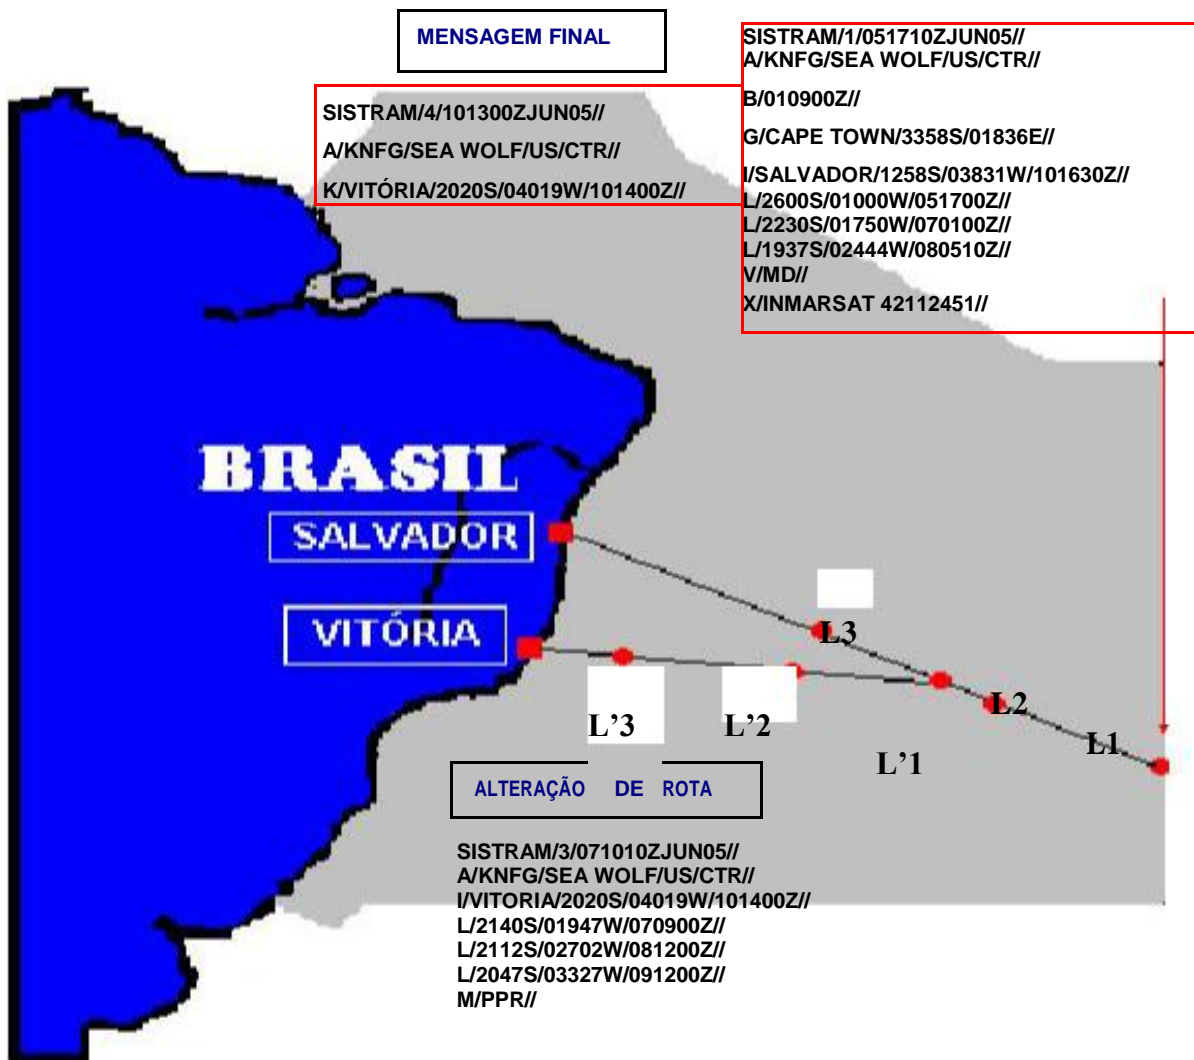 MENSAGEM FINAL
SISTRAM/4/101300ZJUN05//
A/KNFG/SEA WOLF/US/CTR//
K/VITÓRIA/2020S/04019W/101400Z//
SISTRAM/1/051710ZJUN05//
A/KNFG/SEA WOLF/US/CTR//
B/010900Z//
G/CAPE TOWN/3358S/01836E//
I/SALVADOR/1258S/03831W/101630Z//
L/2600S/01000W/051700Z//
L/2230S/01750W/070100Z//
L/1937S/02444W/080510Z//
V/MD//
X/INMARSAT 42112451//
BRASIL
SALVADOR
VITÓRIA
L3
L2
L1
L’3
L’2
L’1
ALTERAÇÃO DE ROTA
SISTRAM/3/071010ZJUN05//
A/KNFG/SEA WOLF/US/CTR//
I/VITORIA/2020S/04019W/101400Z//
L/2140S/01947W/070900Z//
L/2112S/02702W/081200Z//
L/2047S/03327W/091200Z//
M/PPR//